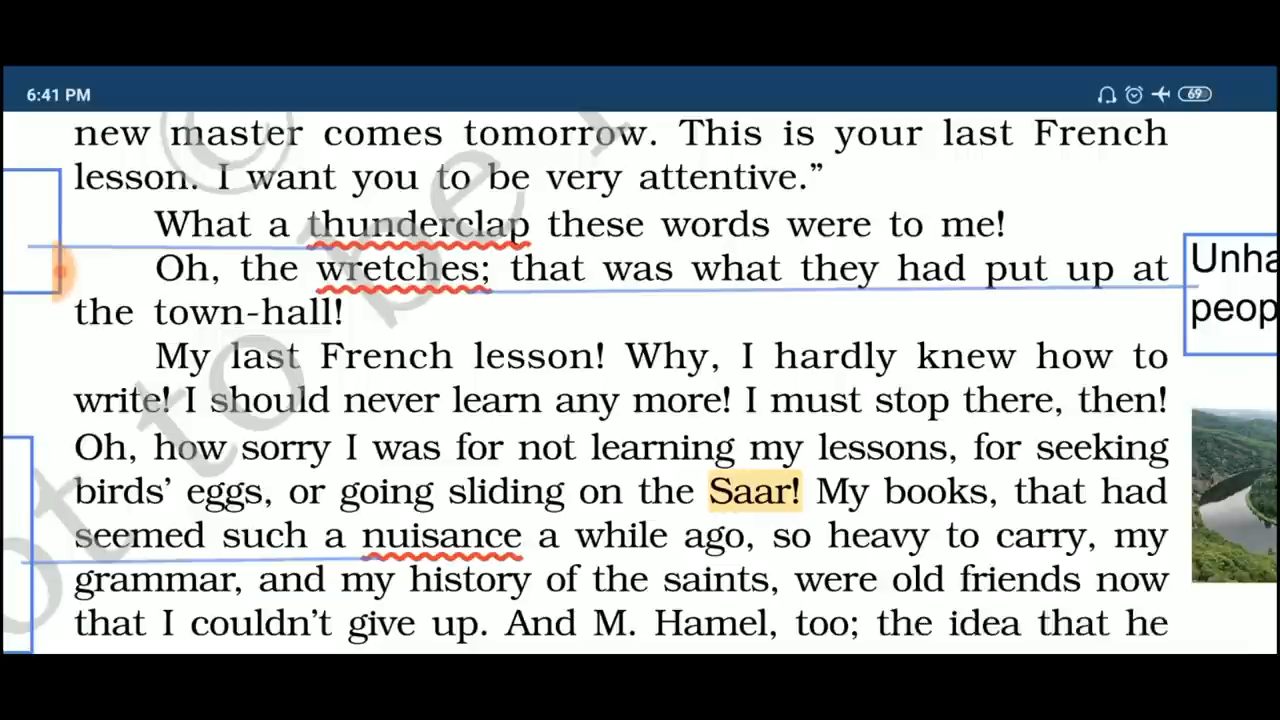 6:41 PM
69
new master comes tomorrow. This is your last French
lesson. I want you to be very attentive.”
What a thunderclap these words were to me!
Oh, the wretches; that was what they had put up at
the town-hall!
Unha
peop
My last French lesson! Why, I hardly knew how to
write! I should never learn any more! I must stop there, then!
Oh, how sorry I was for not learning my lessons, for seeking
birds’ eggs, or going sliding on the Saar! My books, that had
seemed such a nuisance a while ago, so heavy to carry, my
grammar, and my history of the saints, were old friends now
that I couldn’t give up. And M. Hamel, too; the idea that he
©
not to be r